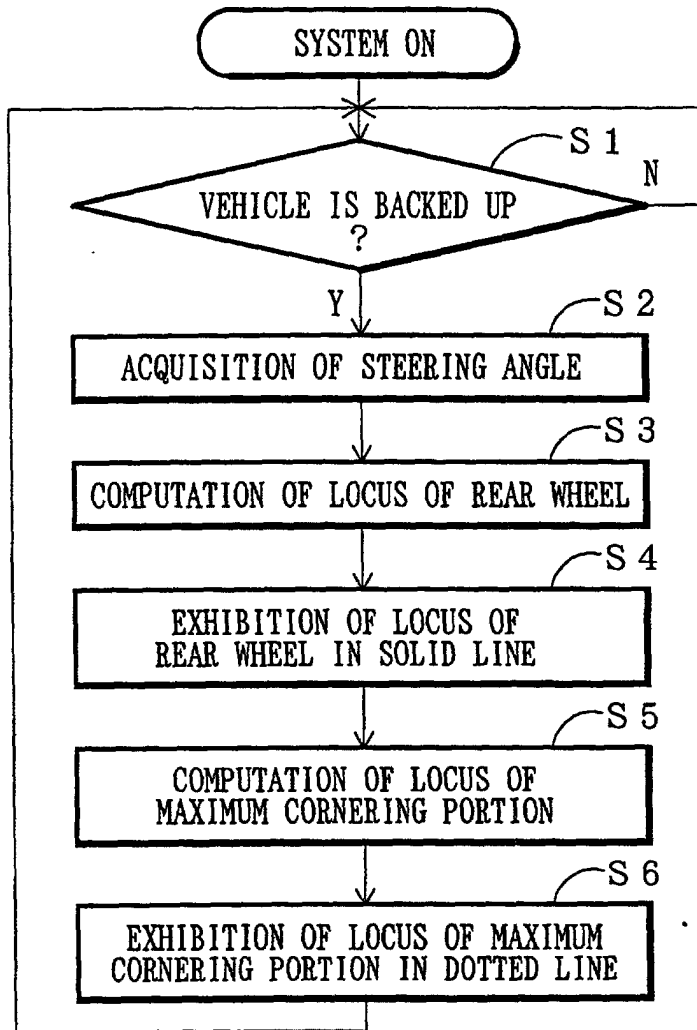 SYSTEM ON
S1
VEHICLE IS BACKED UP
?
N
Y
S2
ACQUISITION OF STEERING ANGLE
S3
COMPUTATION OF LOCUS OF REAR WHEEL
S4
EXHIBITION OF LOCUS OF
REAR WHEEL IN SOLID LINE
S5
COMPUTATION OF LOCUS OF
MAXIMUM CORNERING PORTION
S6
EXHIBITION OF LOCUS OF MAXIMUM
CORNERING PORTION IN DOTTED LINE